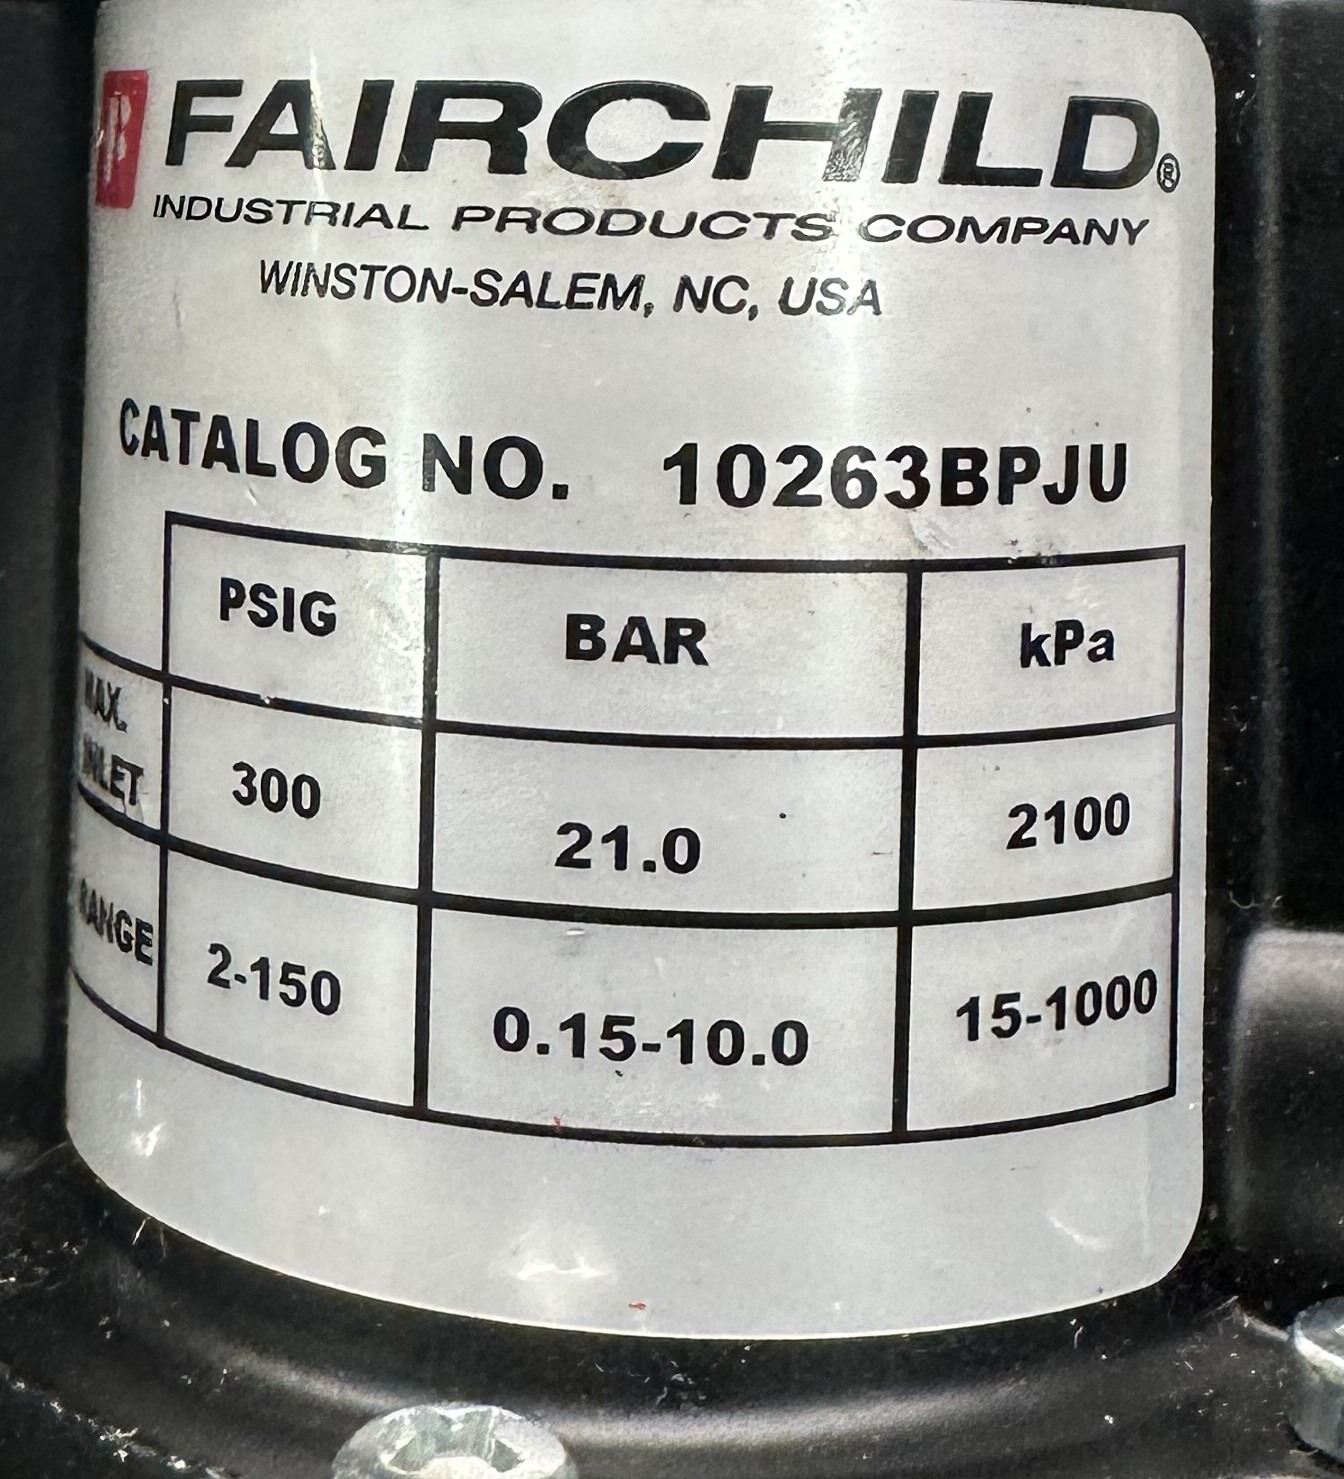 FAIRCHILD®
INDUSTRIAL PRODUCTS COMPANY
WINSTON-SALEM, NC, USA
CATALOG NO. 10263BPJU
PSIG BAR kPa
MAX. INLET 300 21.0 2100
RANGE 2-150 0.15-10.0 15-1000